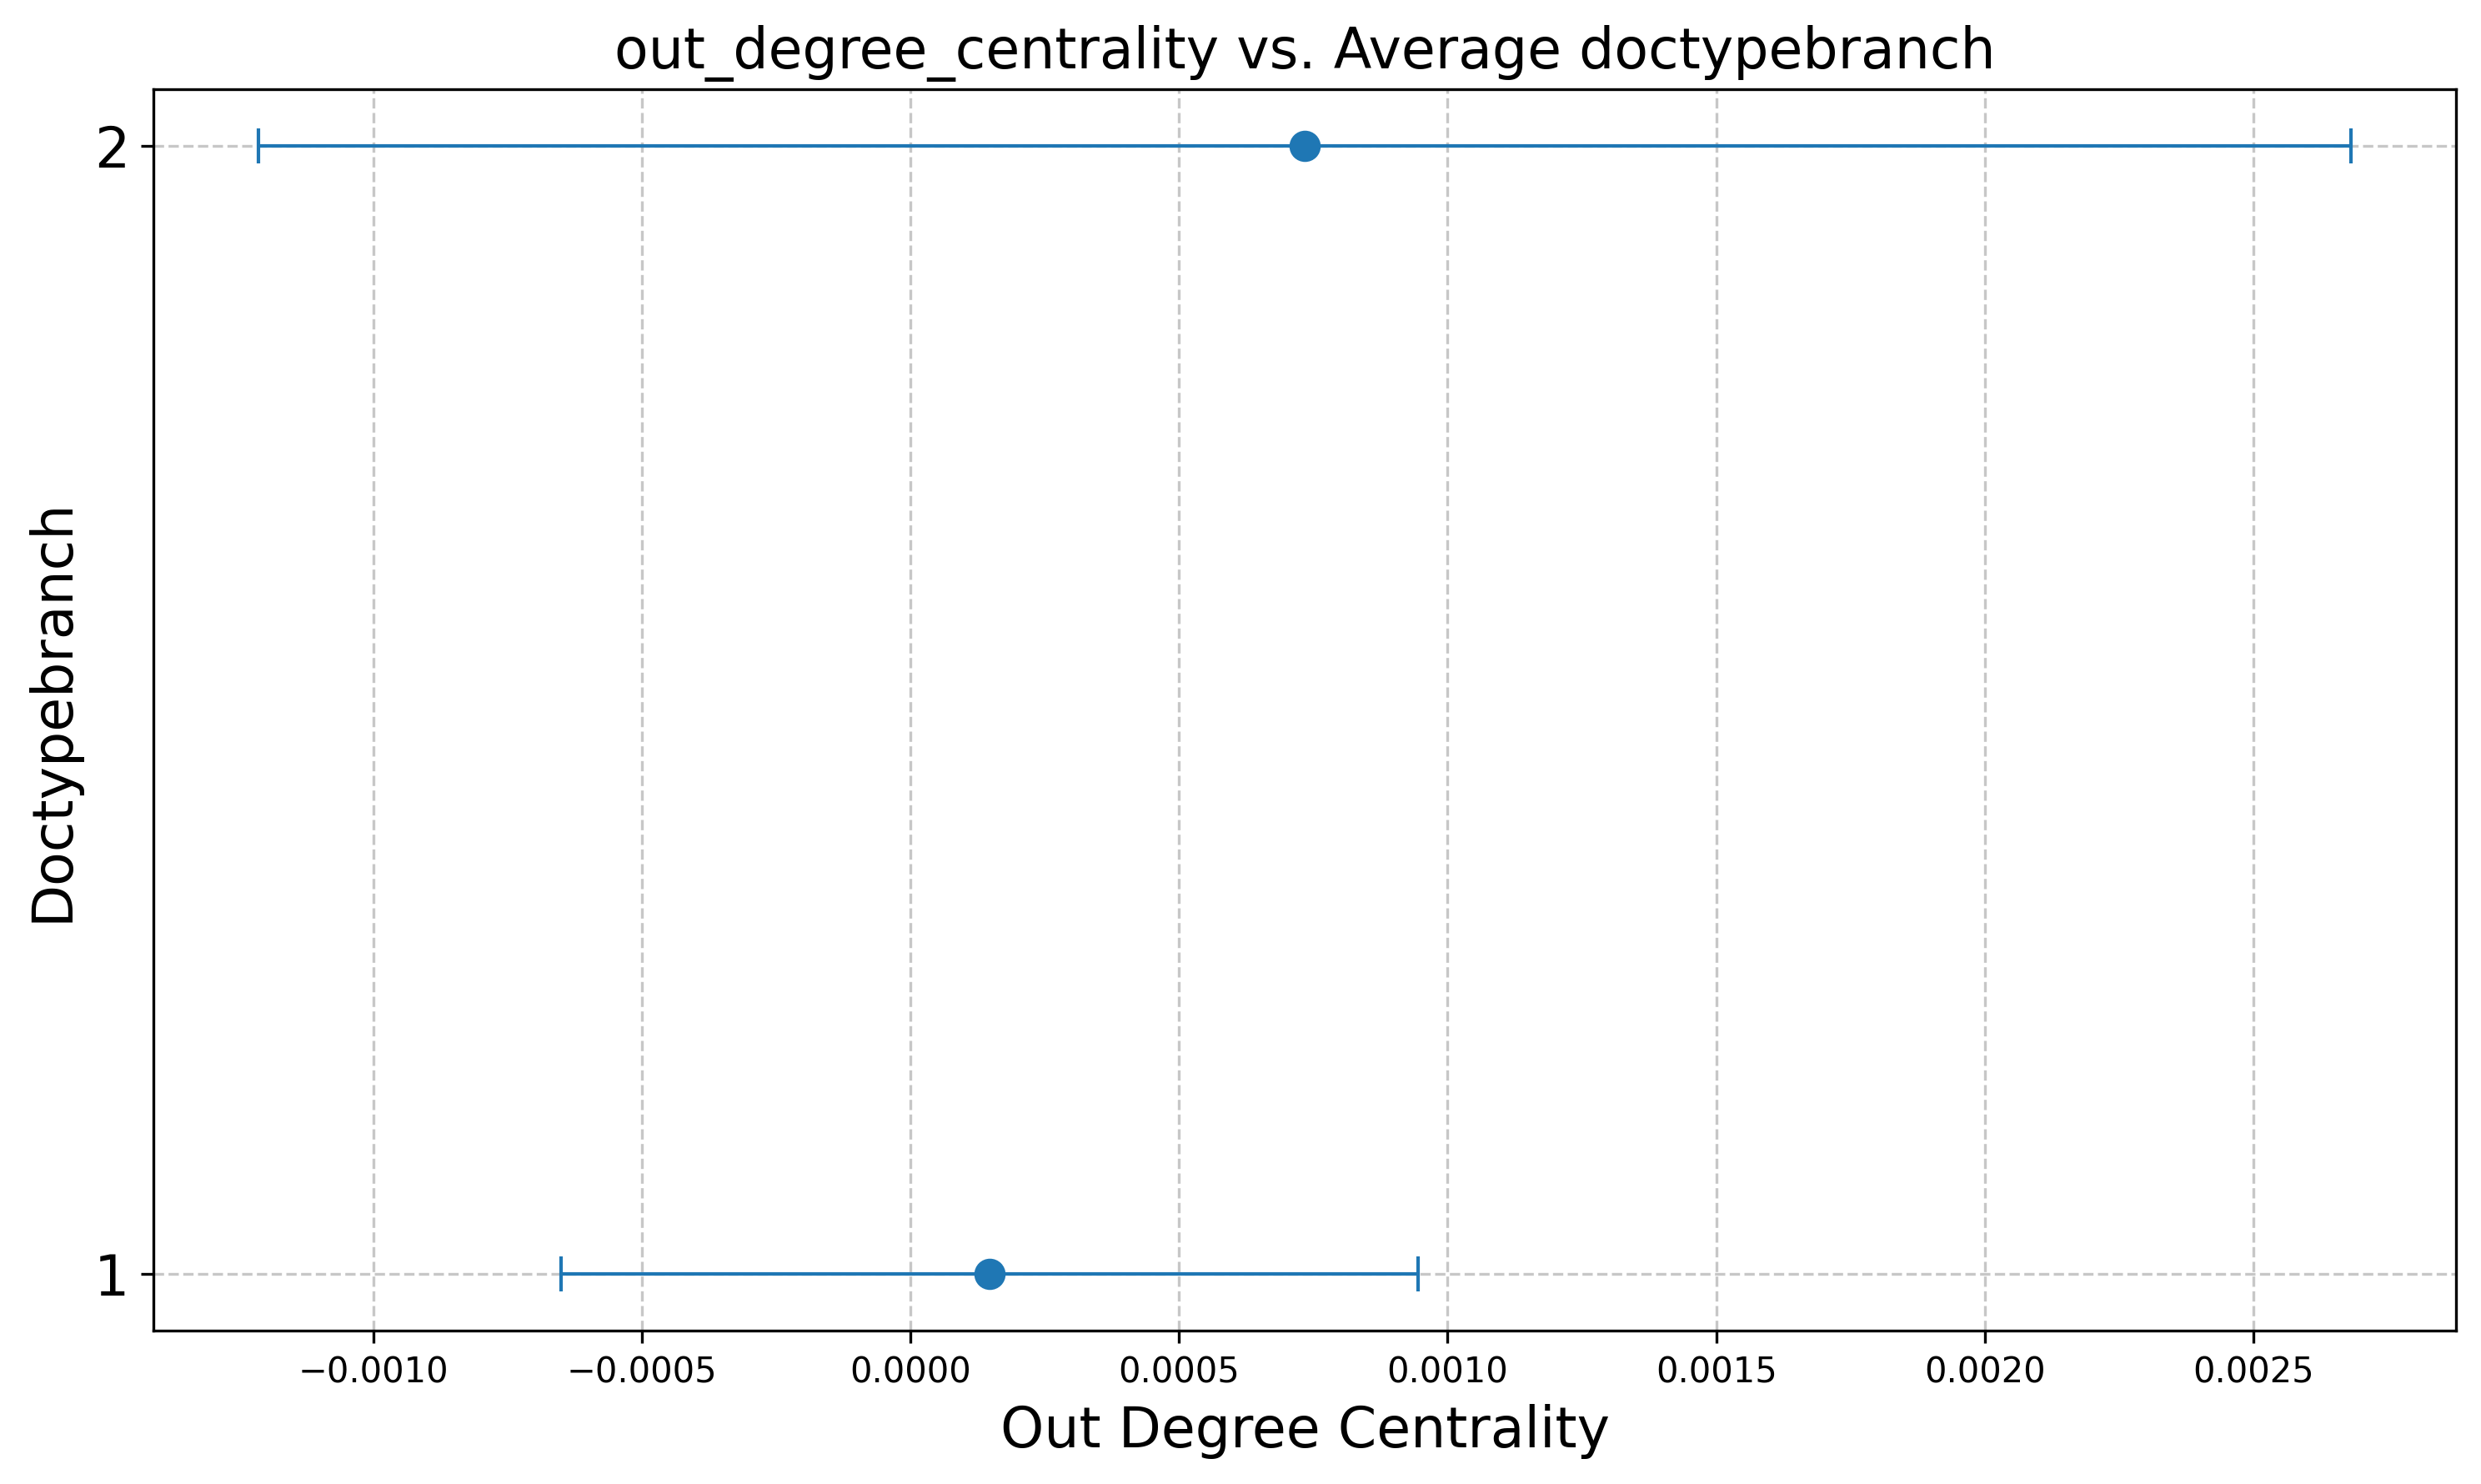 out_degree_centrality vs. Average doctypebranch
2
Doctypebranch
1
−0.0010 −0.0005 0.0000 0.0005 0.0010 0.0015 0.0020 0.0025
Out Degree Centrality